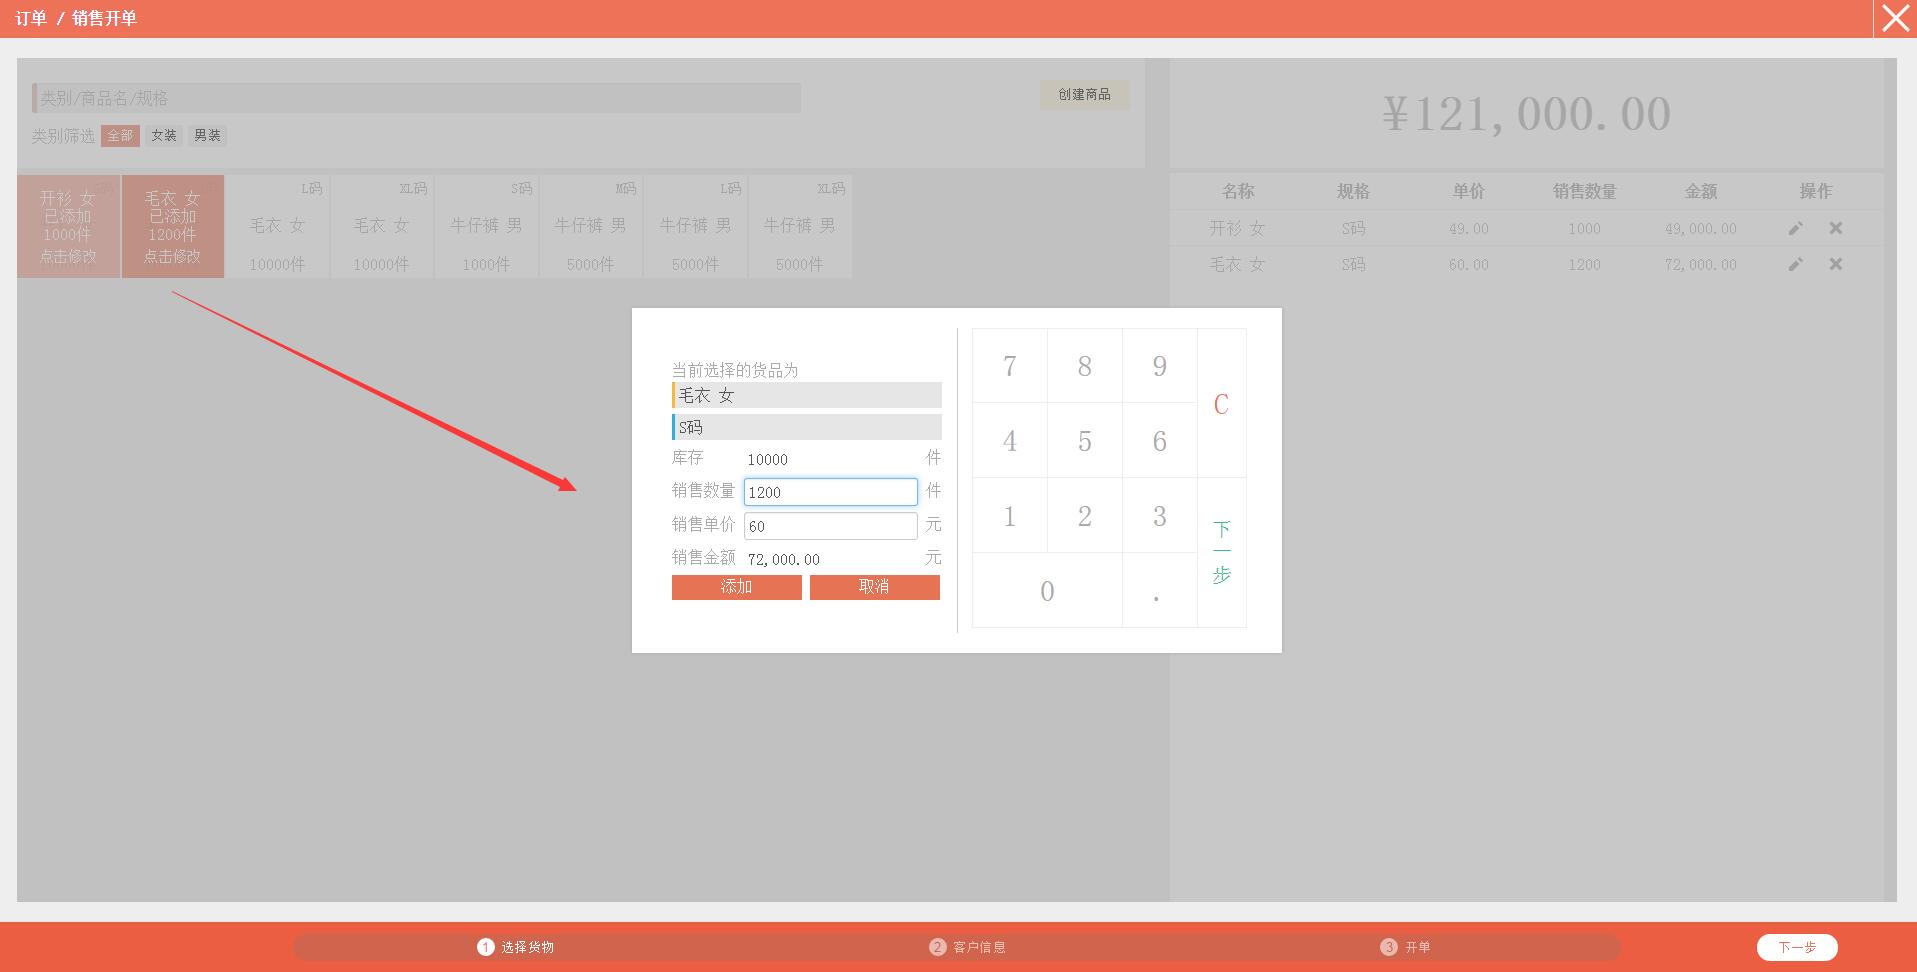 订单 / 销售开单
类别/商品名/规格
创建商品
类别筛选 全部 女装 男装
开衫 女
已添加
1000件
点击修改
毛衣 女
已添加
1200件
点击修改
L码
毛衣 女
10000件
XL码
毛衣 女
10000件
S码
牛仔裤 男
1000件
M码
牛仔裤 男
5000件
L码
牛仔裤 男
5000件
XL码
牛仔裤 男
5000件
¥121,000.00
名称 规格 单价 销售数量 金额 操作
开衫 女 S码 49.00 1000 49,000.00
毛衣 女 S码 60.00 1200 72,000.00
当前选择的货品为
毛衣 女
S码
库存 10000 件
销售数量 1200 件
销售单价 60 元
销售金额 72,000.00 元
添加 取消
7 8 9
C
4 5 6
1 2 3
下一步
0 .
1 选择货物
2 客户信息
3 开单
下一步